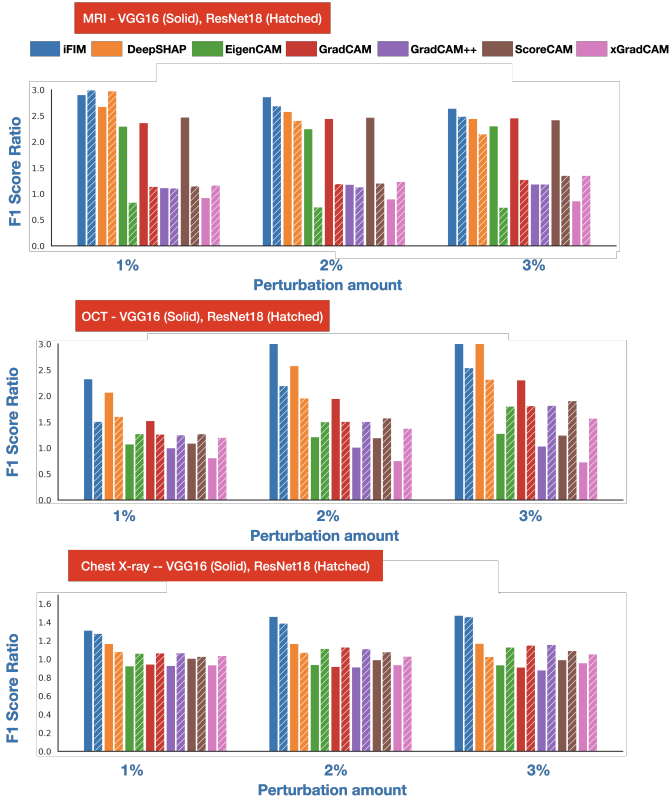 MRI - VGG16 (Solid), ResNet18 (Hatched)
iFIM DeepSHAP EigenCAM GradCAM GradCAM++ ScoreCAM xGradCAM
F1 Score Ratio
3.0
2.5
2.0
1.5
1.0
0.5
0.0
1% 2% 3%
Perturbation amount
OCT - VGG16 (Solid), ResNet18 (Hatched)
F1 Score Ratio
3.0
2.5
2.0
1.5
1.0
0.5
0.0
1% 2% 3%
Perturbation amount
Chest X-ray -- VGG16 (Solid), ResNet18 (Hatched)
F1 Score Ratio
1.6
1.4
1.2
1.0
0.8
0.6
0.4
0.2
0.0
1% 2% 3%
Perturbation amount